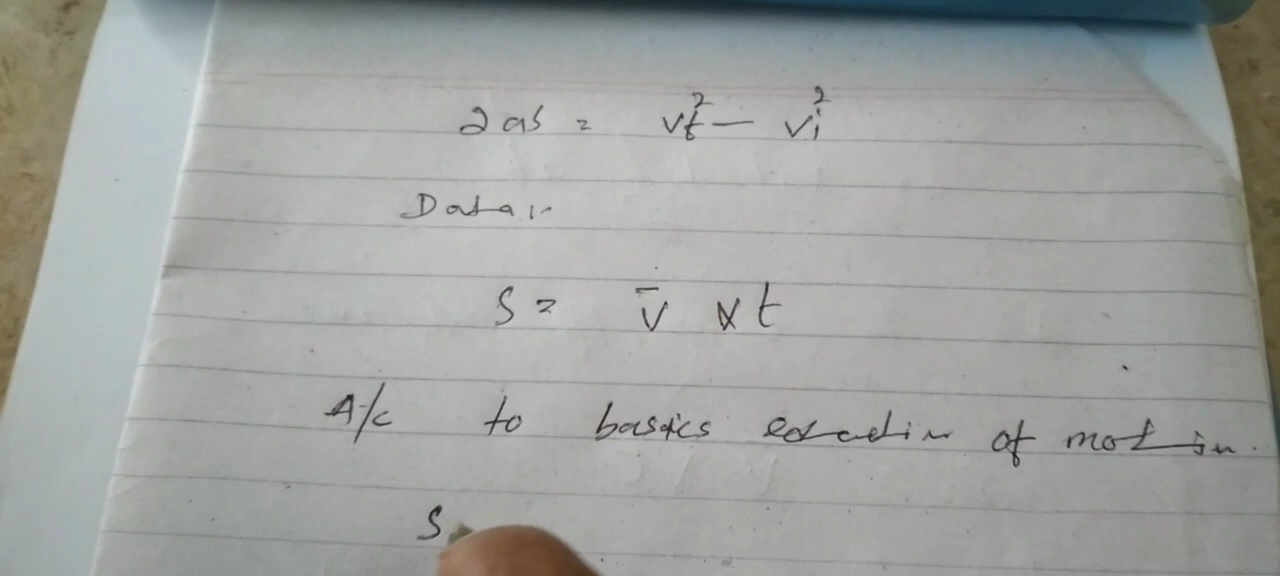 2as = vf² - vi²
Data:-
S = v̄ × t
A/c to basics equation of motion.
S